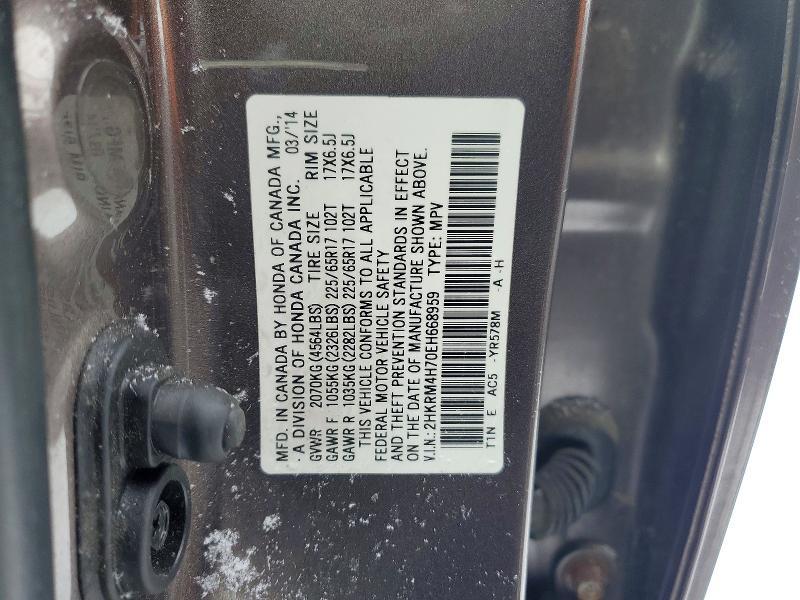 MFD. IN CANADA BY HONDA OF CANADA MFG.,
A DIVISION OF HONDA CANADA INC. 03/'14
GVWR 2070KG (4564LBS) TIRE SIZE RIM SIZE
GAWR F 1055KG (2326LBS) 225/65R17 102T 17X6.5J
GAWR R 1035KG (2282LBS) 225/65R17 102T 17X6.5J
THIS VEHICLE CONFORMS TO ALL APPLICABLE
FEDERAL MOTOR VEHICLE SAFETY
AND THEFT PREVENTION STANDARDS IN EFFECT
ON THE DATE OF MANUFACTURE SHOWN ABOVE.
V.I.N.: 2HKRM4H70EH668959 TYPE: MPV
TT1N E AC5 -YR578M -A -H